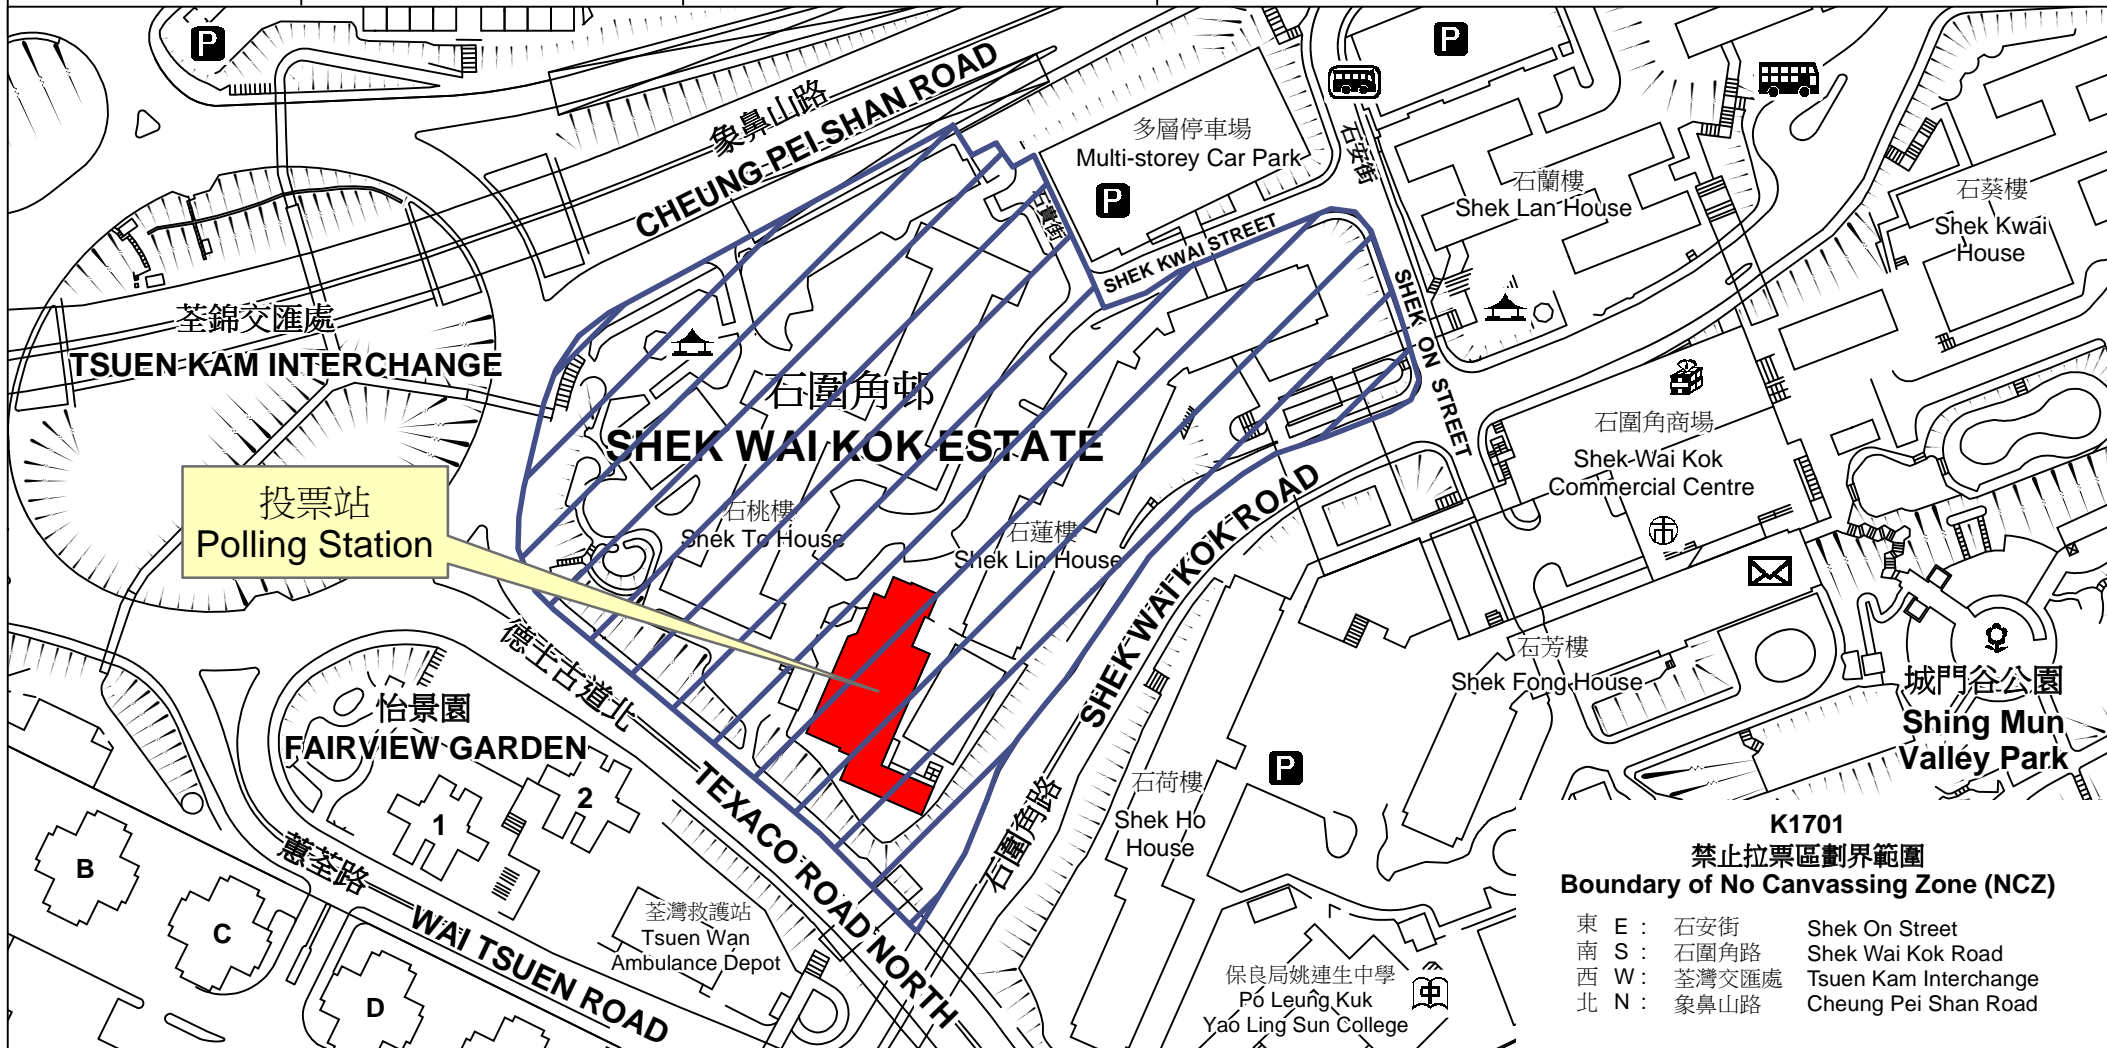 P
P
象鼻山路
CHEUNG PEI SHAN ROAD
多層停車場
Multi-storey Car Park
P
石安街
石蘭樓
Shek Lan House
石葵樓
Shek Kwai
House
石貴街
SHEK KWAI STREET
SHEK ON STREET
荃錦交匯處
TSUEN KAM INTERCHANGE
石圍角邨
SHEK WAI KOK ESTATE
石圍角商場
Shek Wai Kok
Commercial Centre
市
投票站
Polling Station
石桃樓
Shek To House
石蓮樓
Shek Lin House
SHEK WAI KOK ROAD
石圍角路
德士古道北
TEXACO ROAD NORTH
石芳樓
Shek Fong House
城門谷公園
Shing Mun
Valley Park
怡景園
FAIRVIEW GARDEN
1
2
P
石荷樓
Shek Ho
House
B
C
D
蕙荃路
WAI TSUEN ROAD
荃灣救護站
Tsuen Wan
Ambulance Depot
保良局姚連生中學
Po Leung Kuk
Yao Ling Sun College
中
K1701
禁止拉票區劃界範圍
Boundary of No Canvassing Zone (NCZ)
東 E : 石安街 Shek On Street
南 S : 石圍角路 Shek Wai Kok Road
西 W : 荃灣交匯處 Tsuen Kam Interchange
北 N : 象鼻山路 Cheung Pei Shan Road